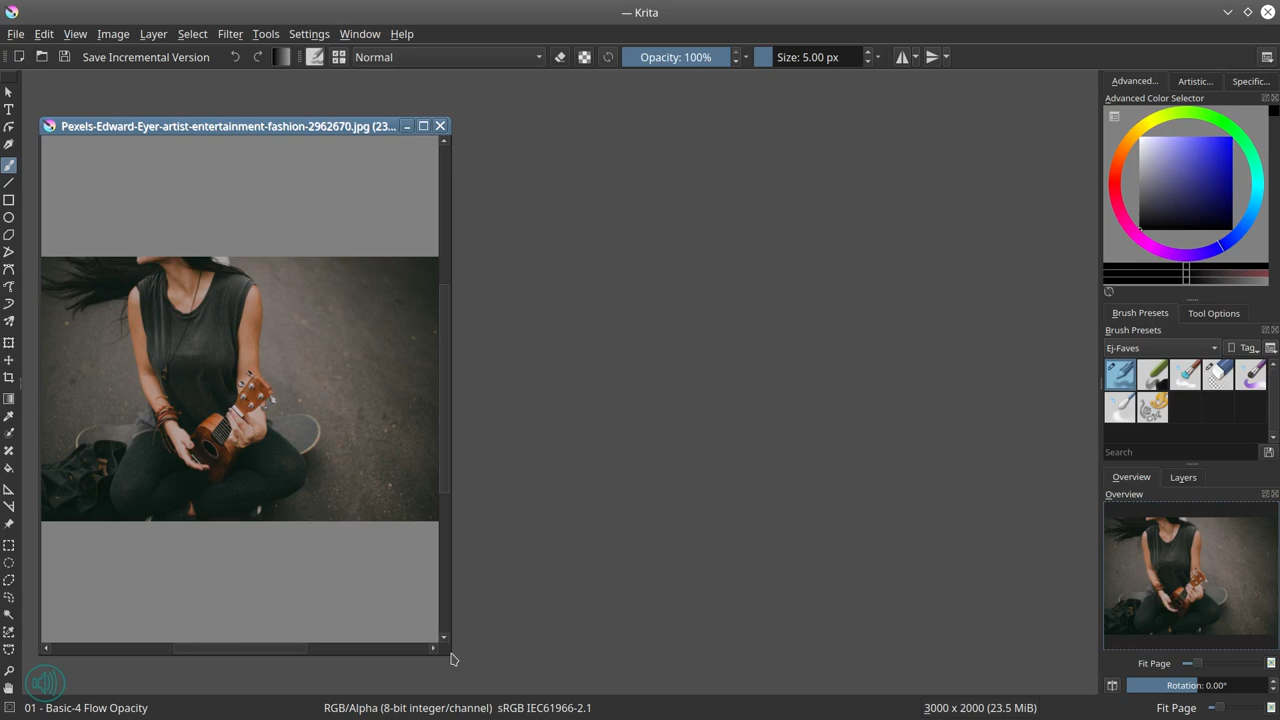 — Krita
File Edit View Image Layer Select Filter Tools Settings Window Help
Save Incremental Version Normal Opacity: 100% Size: 5.00 px
Advanced... Artistic... Specific...
Advanced Color Selector
Pexels-Edward-Eyer-artist-entertainment-fashion-2962670.jpg (23...
Brush Presets Tool Options
Brush Presets
Ej-Faves Tag
Search
Overview Layers
Overview
Fit Page
Rotation: 0.00°
01 - Basic-4 Flow Opacity RGB/Alpha (8-bit integer/channel) sRGB IEC61966-2.1 3000 x 2000 (23.5 MiB) Fit Page